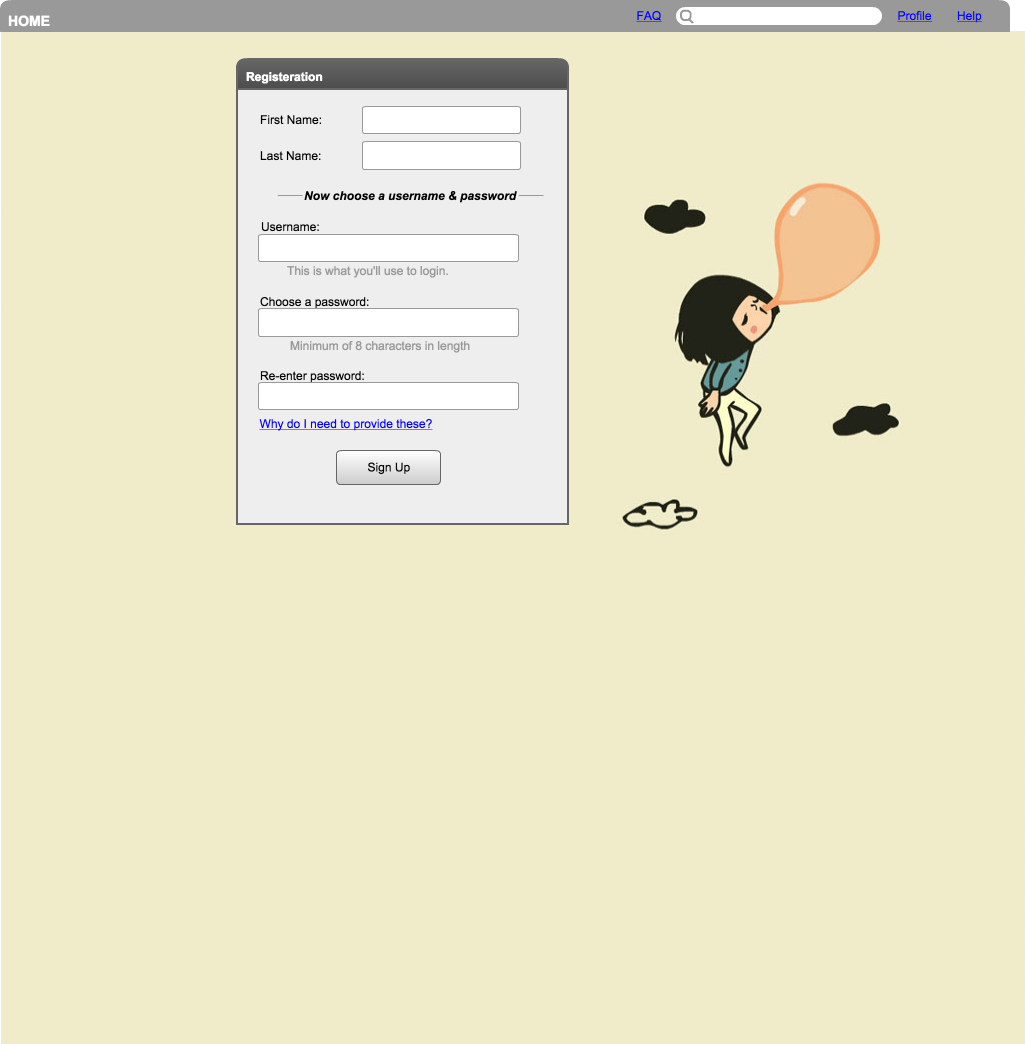 HOME
FAQ
Profile
Help
Registeration
First Name:
Last Name:
Now choose a username & password
Username:
This is what you'll use to login.
Choose a password:
Minimum of 8 characters in length
Re-enter password:
Why do I need to provide these?
Sign Up